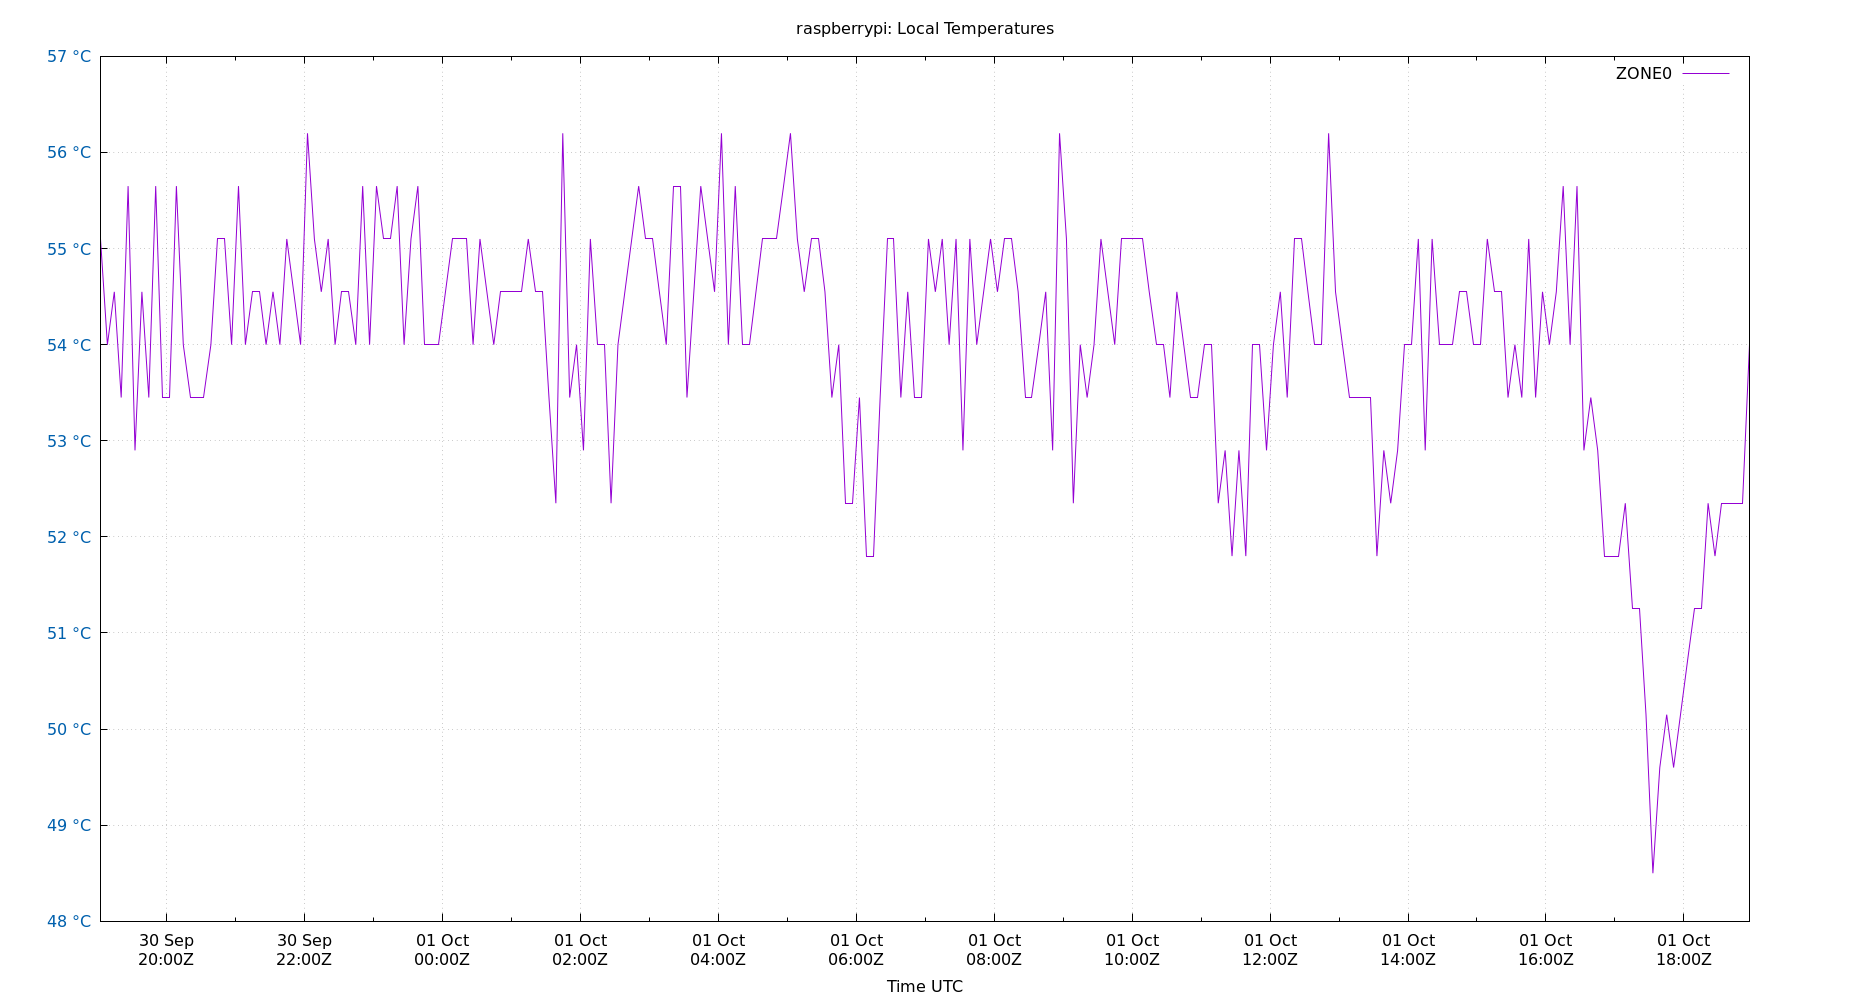 raspberrypi: Local Temperatures
57 °C
ZONE0
56 °C
55 °C
54 °C
53 °C
52 °C
51 °C
50 °C
49 °C
48 °C
30 Sep 30 Sep 01 Oct 01 Oct 01 Oct 01 Oct 01 Oct 01 Oct 01 Oct 01 Oct 01 Oct 01 Oct
20:00Z 22:00Z 00:00Z 02:00Z 04:00Z 06:00Z 08:00Z 10:00Z 12:00Z 14:00Z 16:00Z 18:00Z
Time UTC